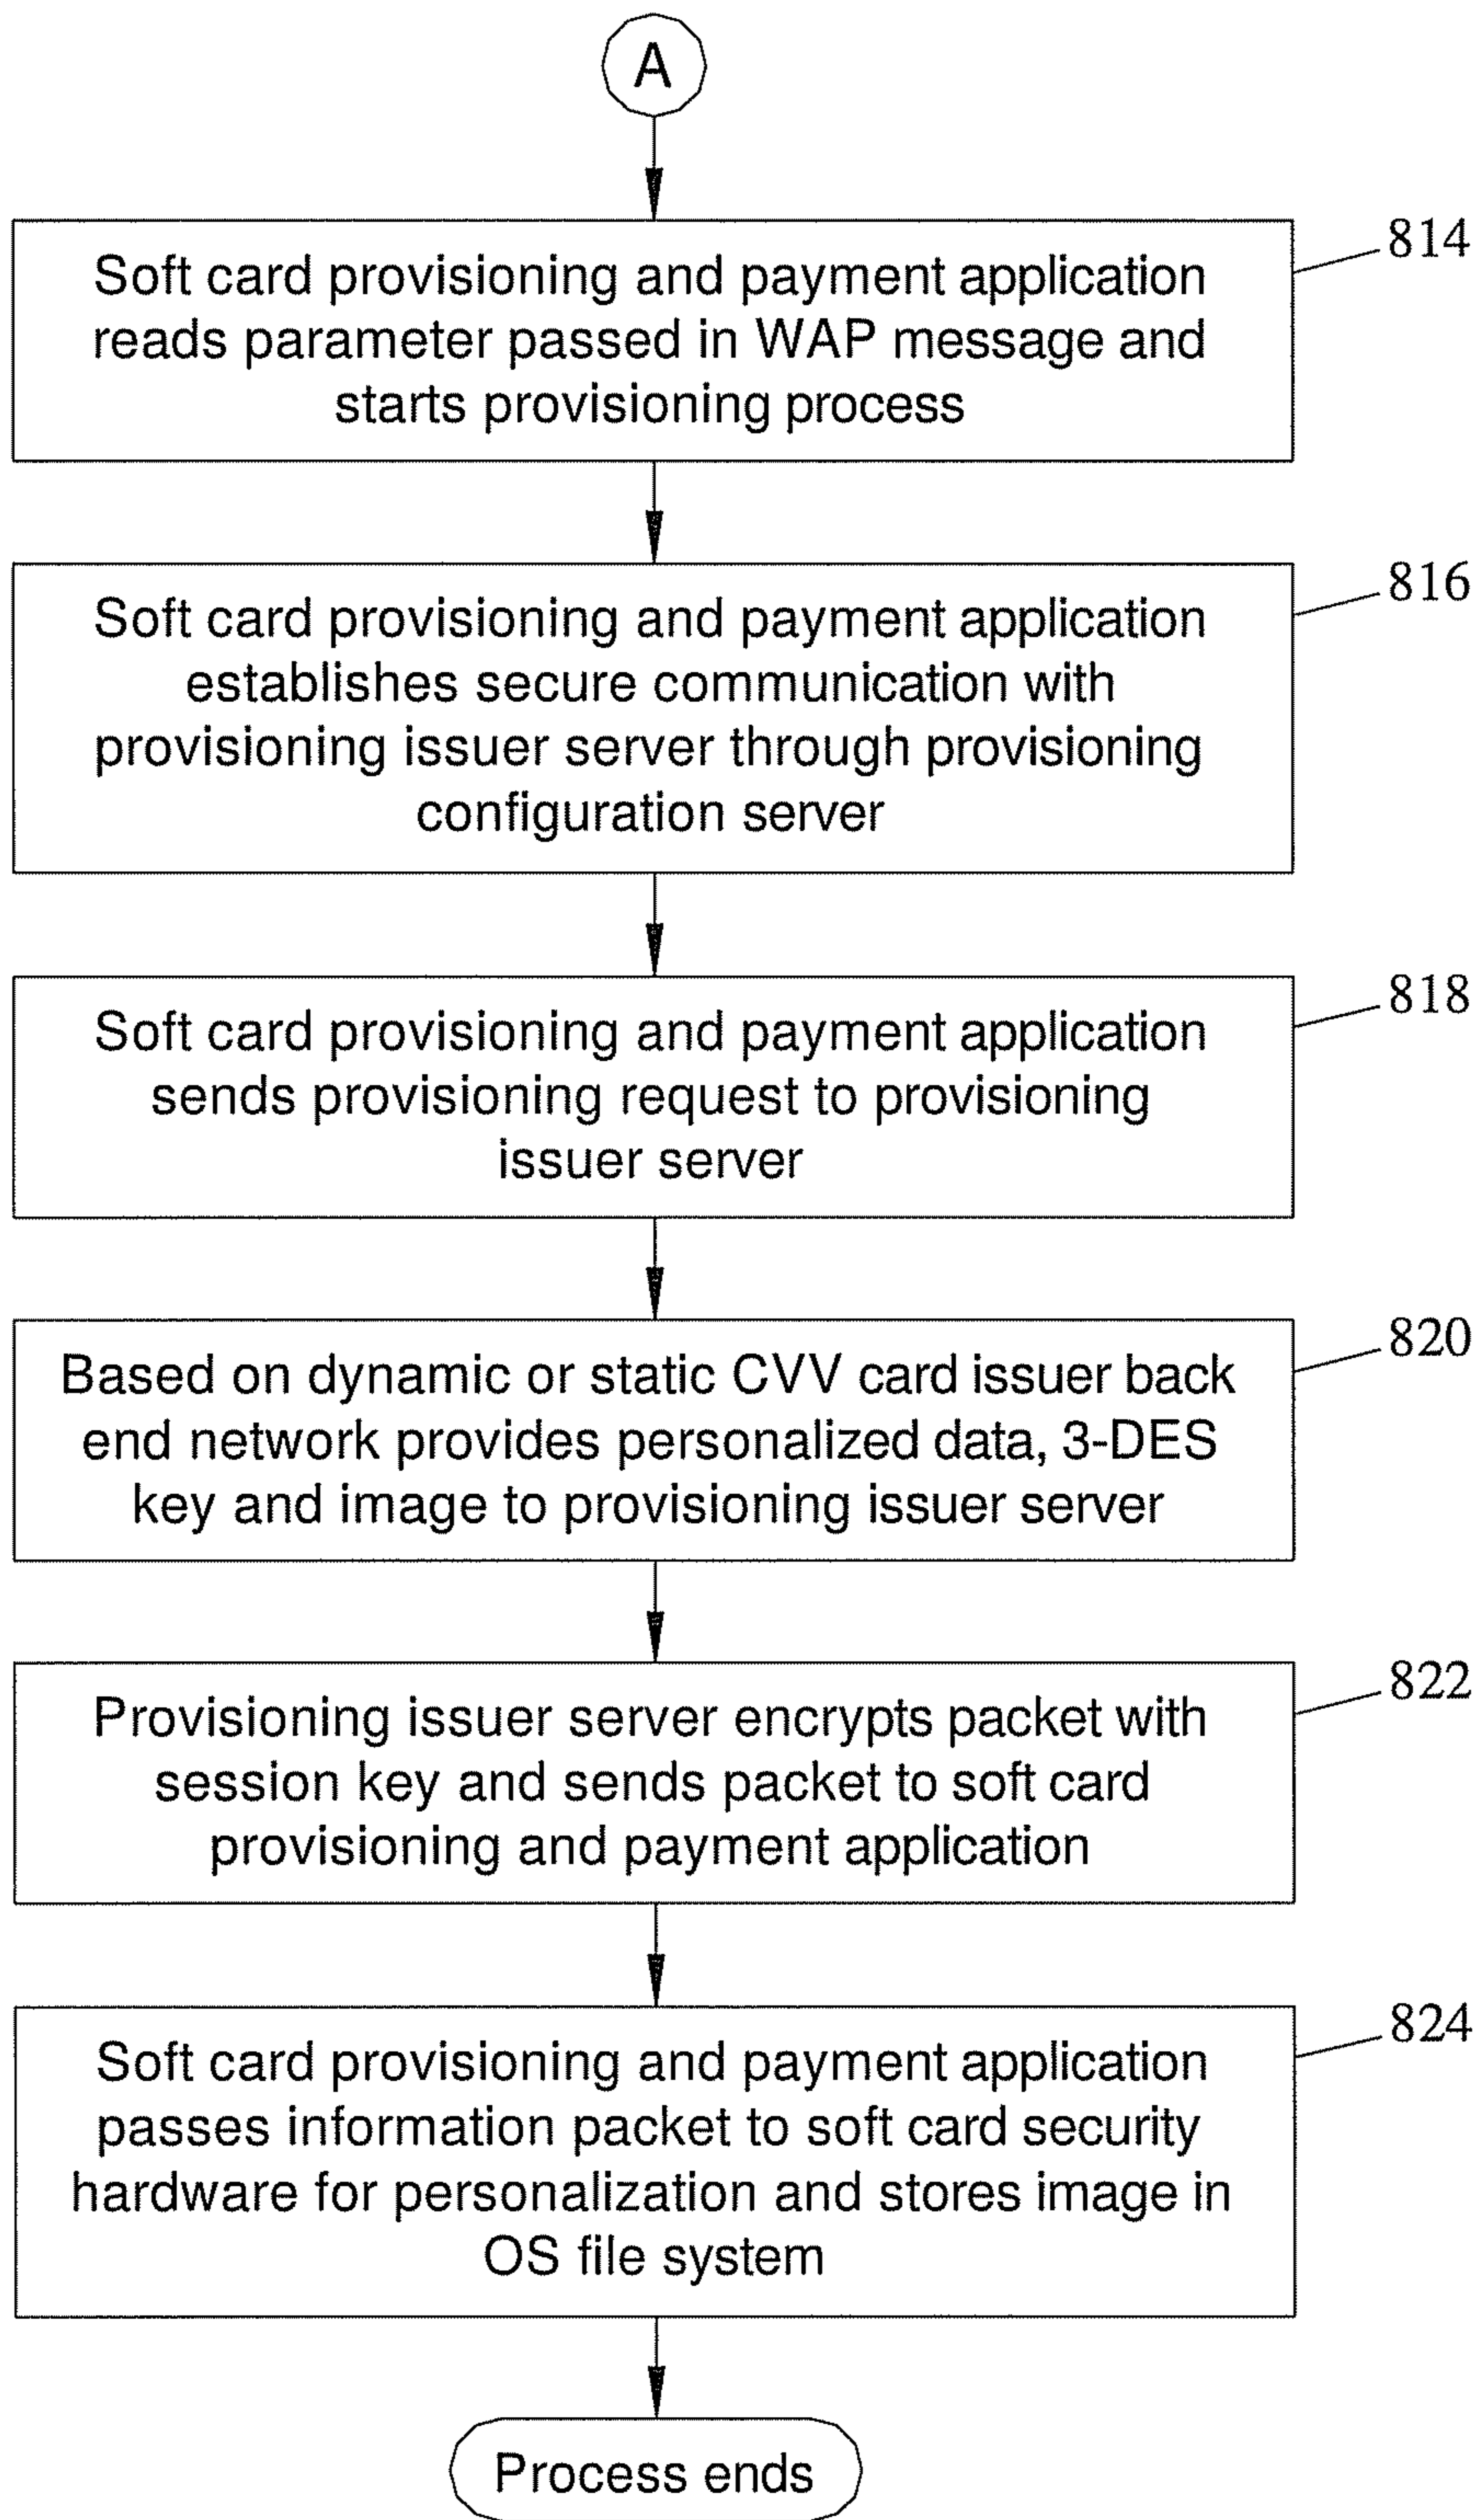 A
Soft card provisioning and payment application
reads parameter passed in WAP message and
starts provisioning process
814
Soft card provisioning and payment application
establishes secure communication with
provisioning issuer server through provisioning
configuration server
816
Soft card provisioning and payment application
sends provisioning request to provisioning
issuer server
818
Based on dynamic or static CVV card issuer back
end network provides personalized data, 3-DES
key and image to provisioning issuer server
820
Provisioning issuer server encrypts packet with
session key and sends packet to soft card
provisioning and payment application
822
Soft card provisioning and payment application
passes information packet to soft card security
hardware for personalization and stores image in
OS file system
824
Process ends